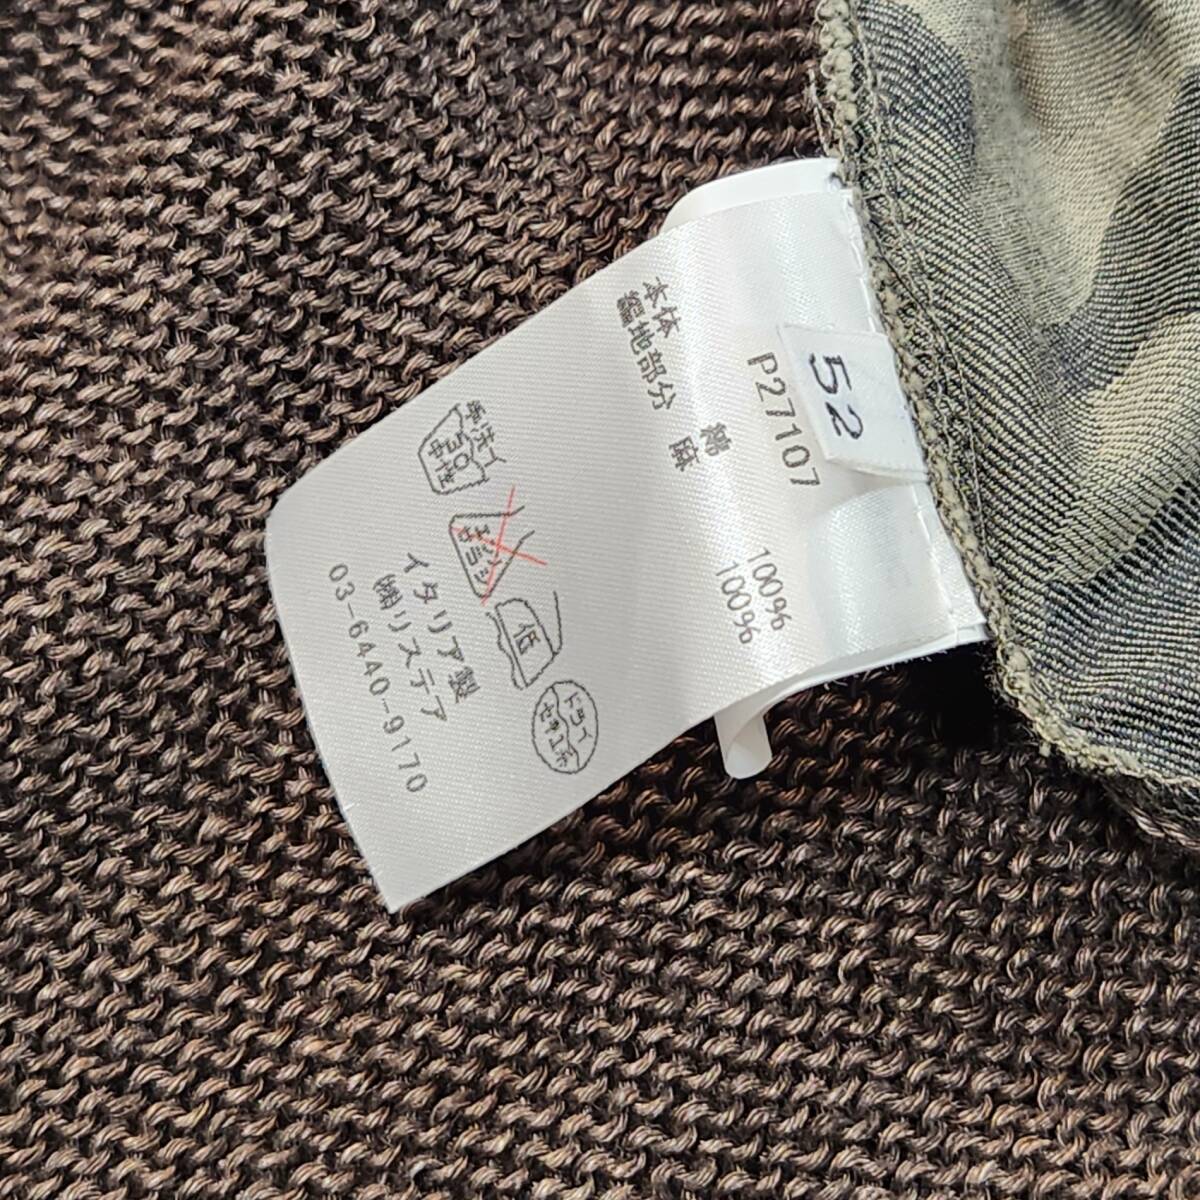 52
P27107
本体 綿 100%
編地部分 麻 100%
手洗イ
30
中性
エンソ
サラシ
低
ドライ
セキユ系
イタリア製
㈱リステア
03-6440-9170